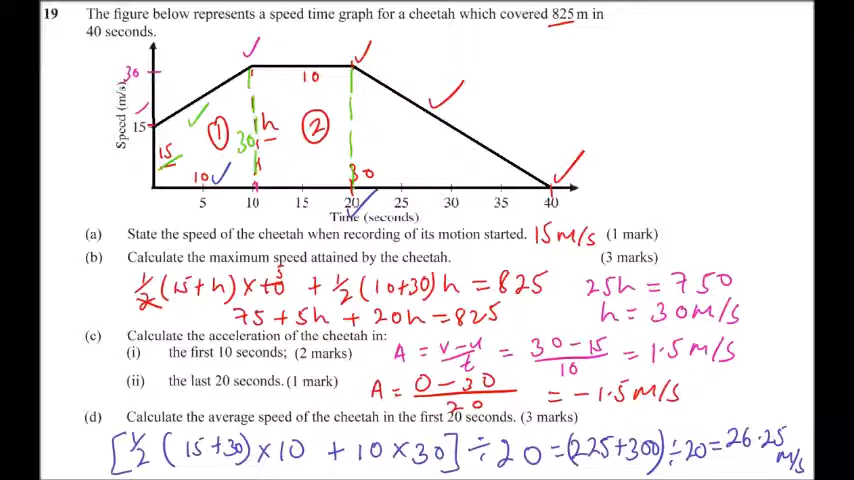 19 The figure below represents a speed time graph for a cheetah which covered 825 m in
40 seconds.
30
15
Speed (m/s)
10
h
1
2
30
15
10
30
5 10 15 20 25 30 35 40
Time (seconds)
(a) State the speed of the cheetah when recording of its motion started. 15 m/s (1 mark)
(b) Calculate the maximum speed attained by the cheetah. (3 marks)
1/2 (15+h) × 10 5 + 1/2 (10+30) h = 825
25h = 750
75 + 5h + 20h = 825
h = 30 m/s
(c) Calculate the acceleration of the cheetah in:
(i) the first 10 seconds; (2 marks) A = v-u/t = 30-15/10 = 1.5 m/s
(ii) the last 20 seconds. (1 mark) A = 0-30/20 = -1.5 m/s
(d) Calculate the average speed of the cheetah in the first 20 seconds. (3 marks)
[1/2 (15+30) × 10 + 10 × 30] ÷ 20 = (225+300) ÷ 20 = 26.25 m/s